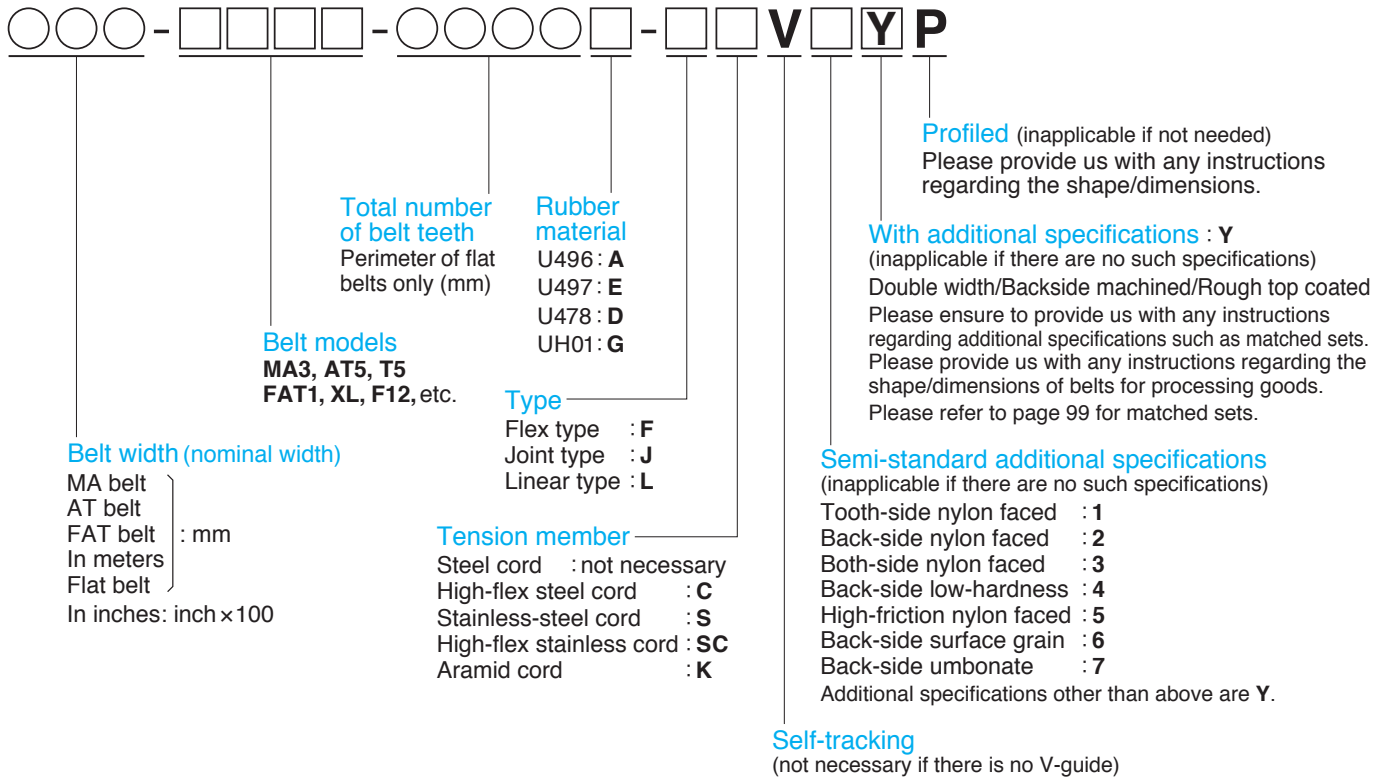 ○○○-□□□□-○○○○□-□□V□YP
Profiled (inapplicable if not needed)
Please provide us with any instructions
regarding the shape/dimensions.
Total number
of belt teeth
Perimeter of flat
belts only (mm)
Rubber
material
U496 : A
U497 : E
U478 : D
UH01 : G
With additional specifications : Y
(inapplicable if there are no such specifications)
Double width/Backside machined/Rough top coated
Please ensure to provide us with any instructions
regarding additional specifications such as matched sets.
Please provide us with any instructions regarding the
shape/dimensions of belts for processing goods.
Please refer to page 99 for matched sets.
Belt models
MA3, AT5, T5
FAT1, XL, F12, etc.
Type
Flex type : F
Joint type : J
Linear type : L
Belt width (nominal width)
MA belt
AT belt
FAT belt : mm
In meters
Flat belt
In inches: inch×100
Tension member
Steel cord : not necessary
High-flex steel cord : C
Stainless-steel cord : S
High-flex stainless cord : SC
Aramid cord : K
Semi-standard additional specifications
(inapplicable if there are no such specifications)
Tooth-side nylon faced : 1
Back-side nylon faced : 2
Both-side nylon faced : 3
Back-side low-hardness : 4
High-friction nylon faced : 5
Back-side surface grain : 6
Back-side umbonate : 7
Additional specifications other than above are Y.
Self-tracking
(not necessary if there is no V-guide)